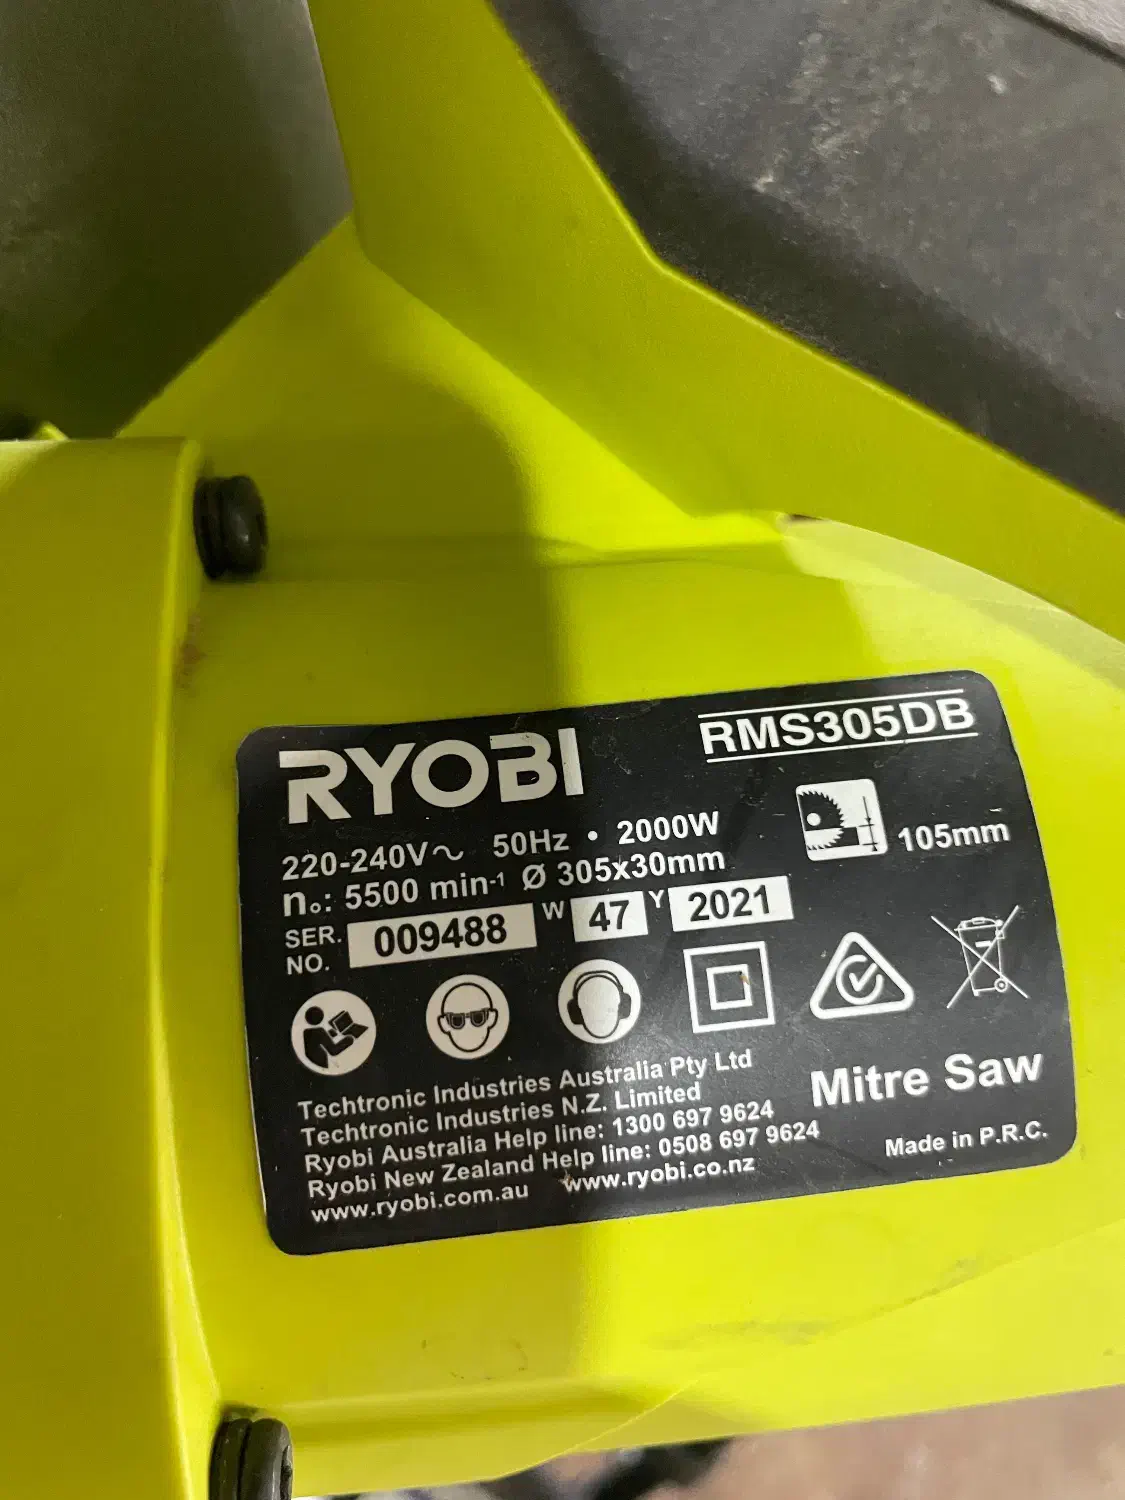 RYOBI
RMS305DB
220-240V~ 50Hz • 2000W
n₀: 5500 min⁻¹ Ø 305x30mm
105mm
SER. NO. 009488 W 47 Y 2021
Techtronic Industries Australia Pty Ltd
Techtronic Industries N.Z. Limited
Ryobi Australia Help line: 1300 697 9624
Ryobi New Zealand Help line: 0508 697 9624
www.ryobi.com.au www.ryobi.co.nz
Mitre Saw
Made in P.R.C.